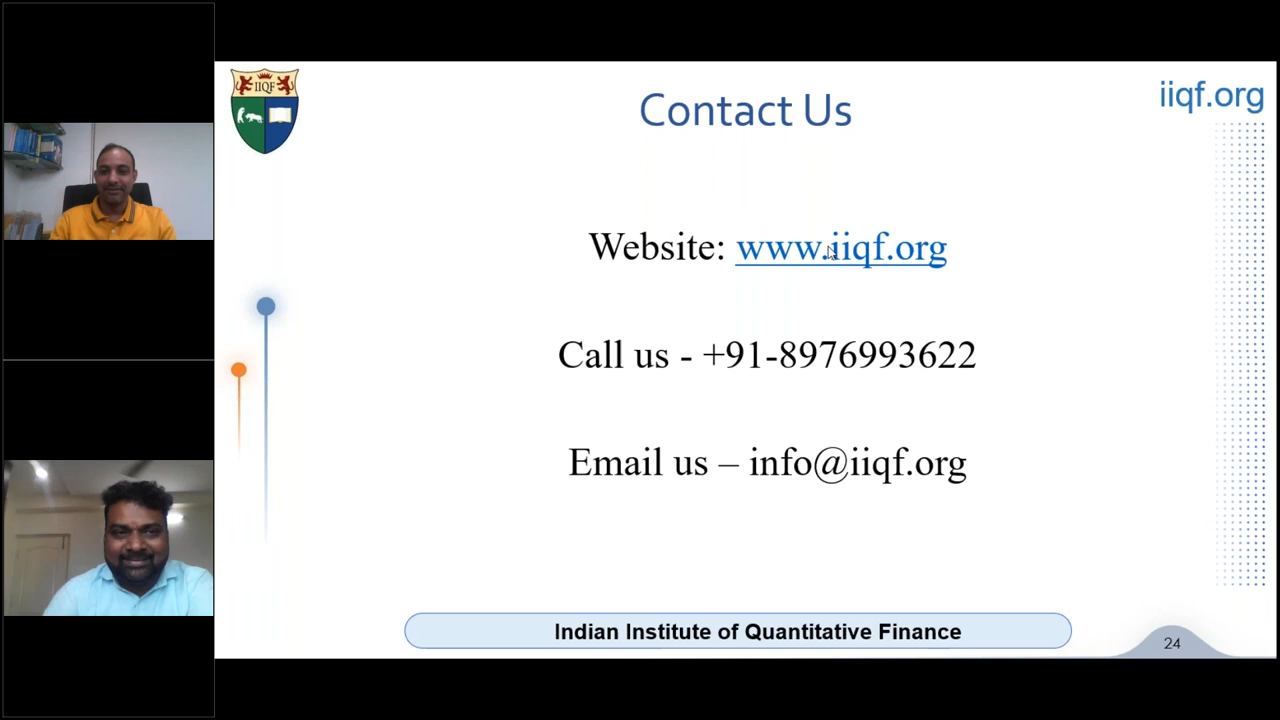 IIQF
Contact Us
iiqf.org
Website: www.iiqf.org
Call us - +91-8976993622
Email us – info@iiqf.org
Indian Institute of Quantitative Finance
24